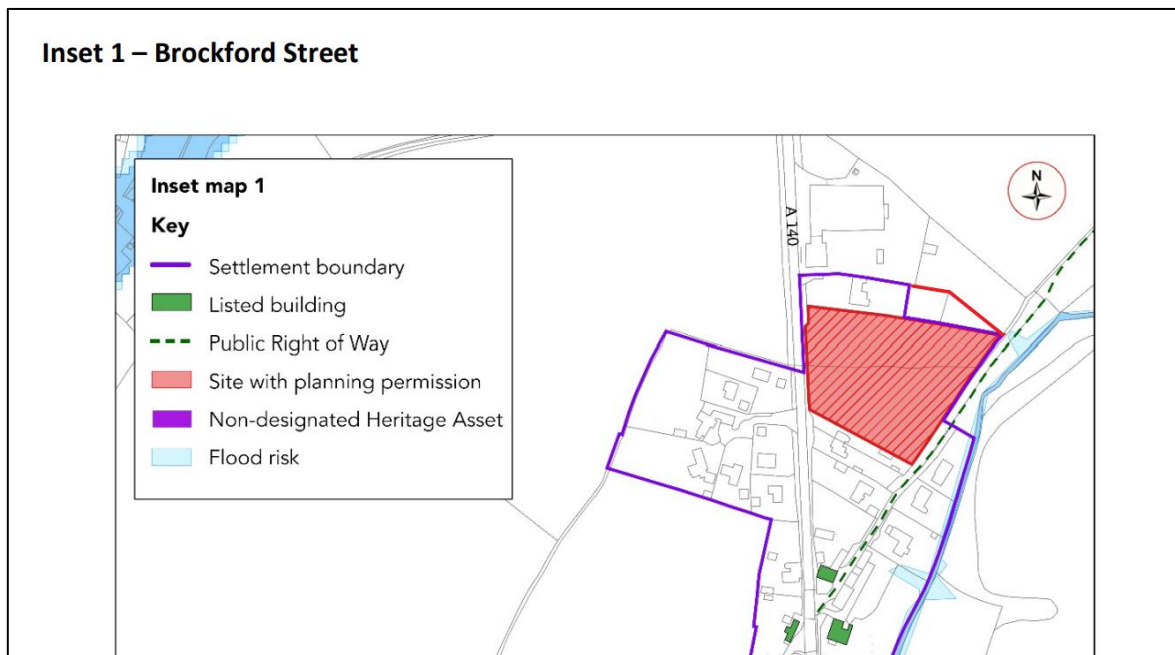 Inset 1 – Brockford Street
Inset map 1
Key
Settlement boundary
Listed building
Public Right of Way
Site with planning permission
Non-designated Heritage Asset
Flood risk
A 140
N